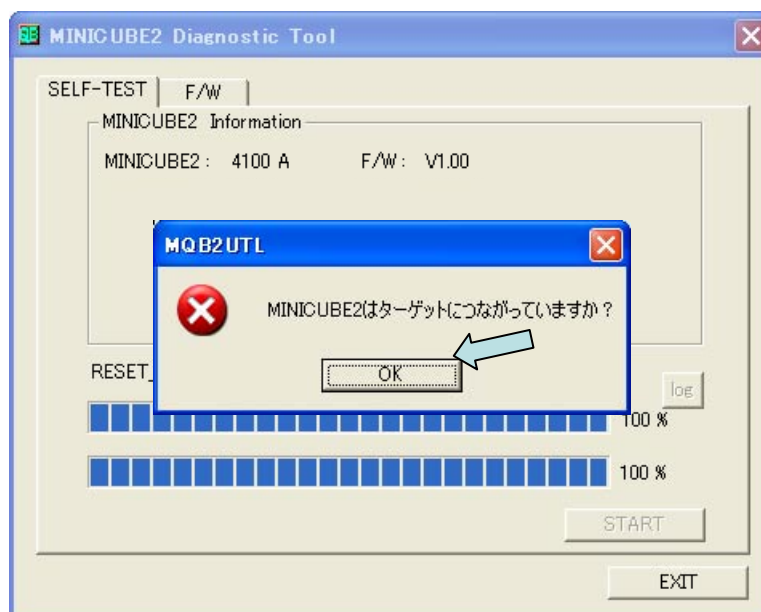 MINICUBE2 Diagnostic Tool
SELF-TEST
F/W
MINICUBE2 Information
MINICUBE2 : 4100 A
F/W : V1.00
MQB2UTL
MINICUBE2はターゲットにつながっていますか？
OK
RESET_
log
100 %
100 %
START
EXIT